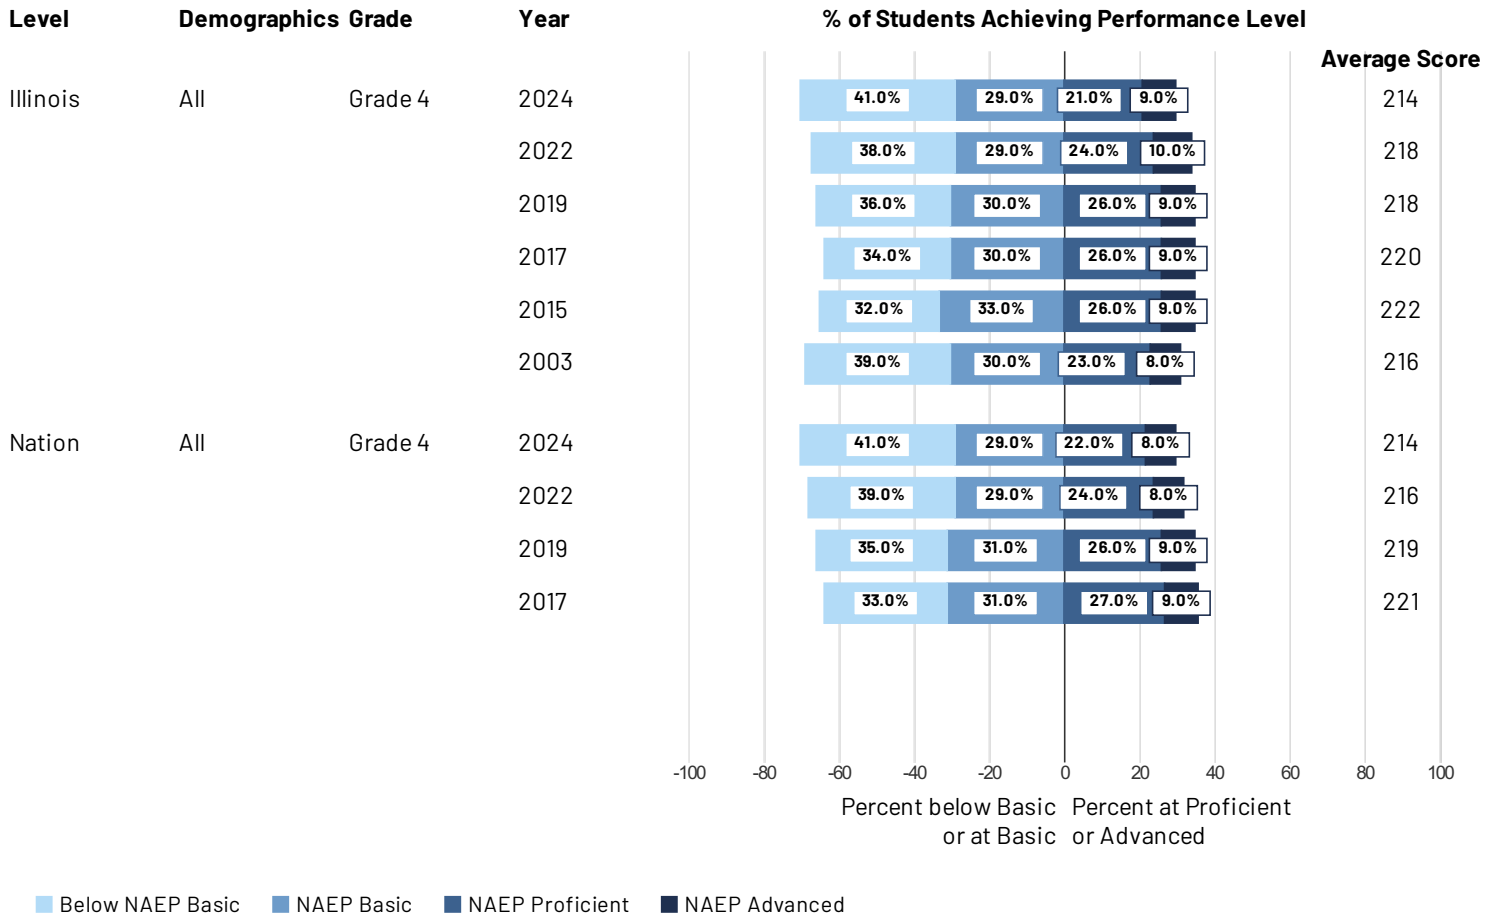 Level Demographics Grade Year % of Students Achieving Performance Level
Average Score
Illinois All Grade 4 2024 41.0% 29.0% 21.0% 9.0% 214
2022 38.0% 29.0% 24.0% 10.0% 218
2019 36.0% 30.0% 26.0% 9.0% 218
2017 34.0% 30.0% 26.0% 9.0% 220
2015 32.0% 33.0% 26.0% 9.0% 222
2003 39.0% 30.0% 23.0% 8.0% 216
Nation All Grade 4 2024 41.0% 29.0% 22.0% 8.0% 214
2022 39.0% 29.0% 24.0% 8.0% 216
2019 35.0% 31.0% 26.0% 9.0% 219
2017 33.0% 31.0% 27.0% 9.0% 221
-100 -80 -60 -40 -20 0 20 40 60 80 100
Percent below Basic Percent at Proficient
or at Basic or Advanced
Below NAEP Basic NAEP Basic NAEP Proficient NAEP Advanced